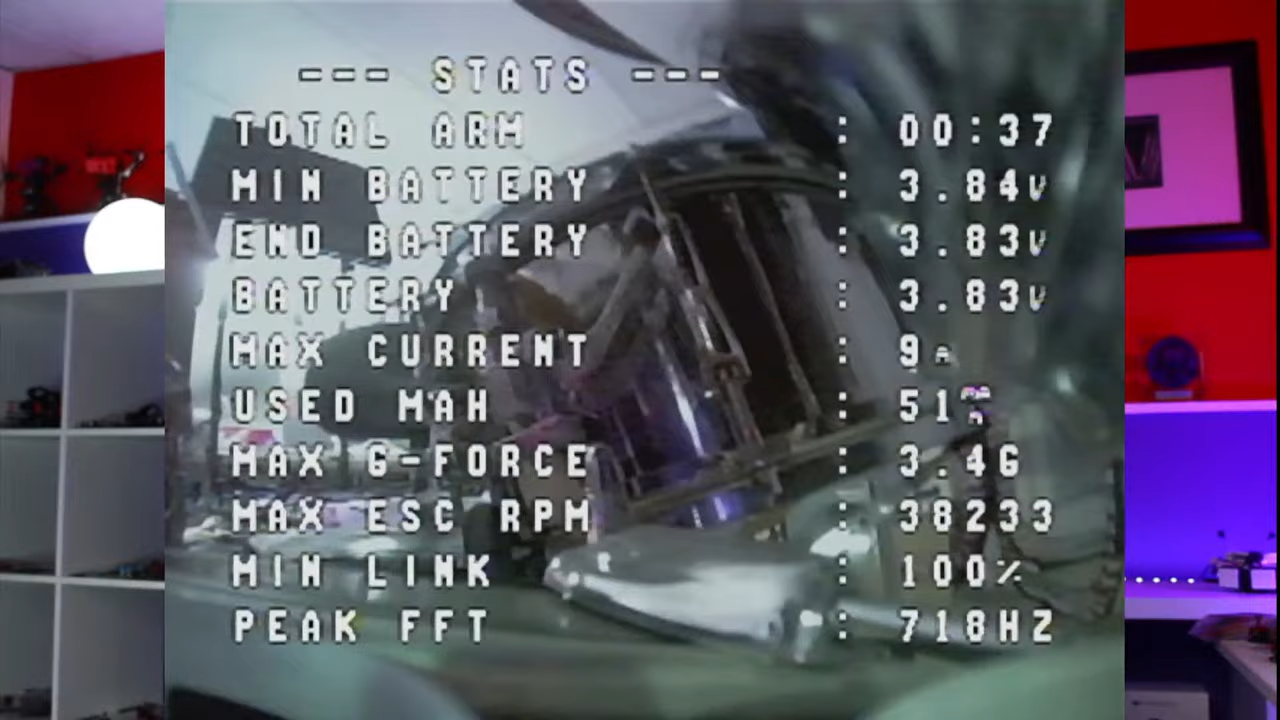 --- STATS ---
TOTAL ARM : 00:37
MIN BATTERY : 3.84V
END BATTERY : 3.83V
BATTERY : 3.83V
MAX CURRENT : 9A
USED MAH : 51MAH
MAX G-FORCE : 3.4G
MAX ESC RPM : 38233
MIN LINK : 100%
PEAK FFT : 718HZ